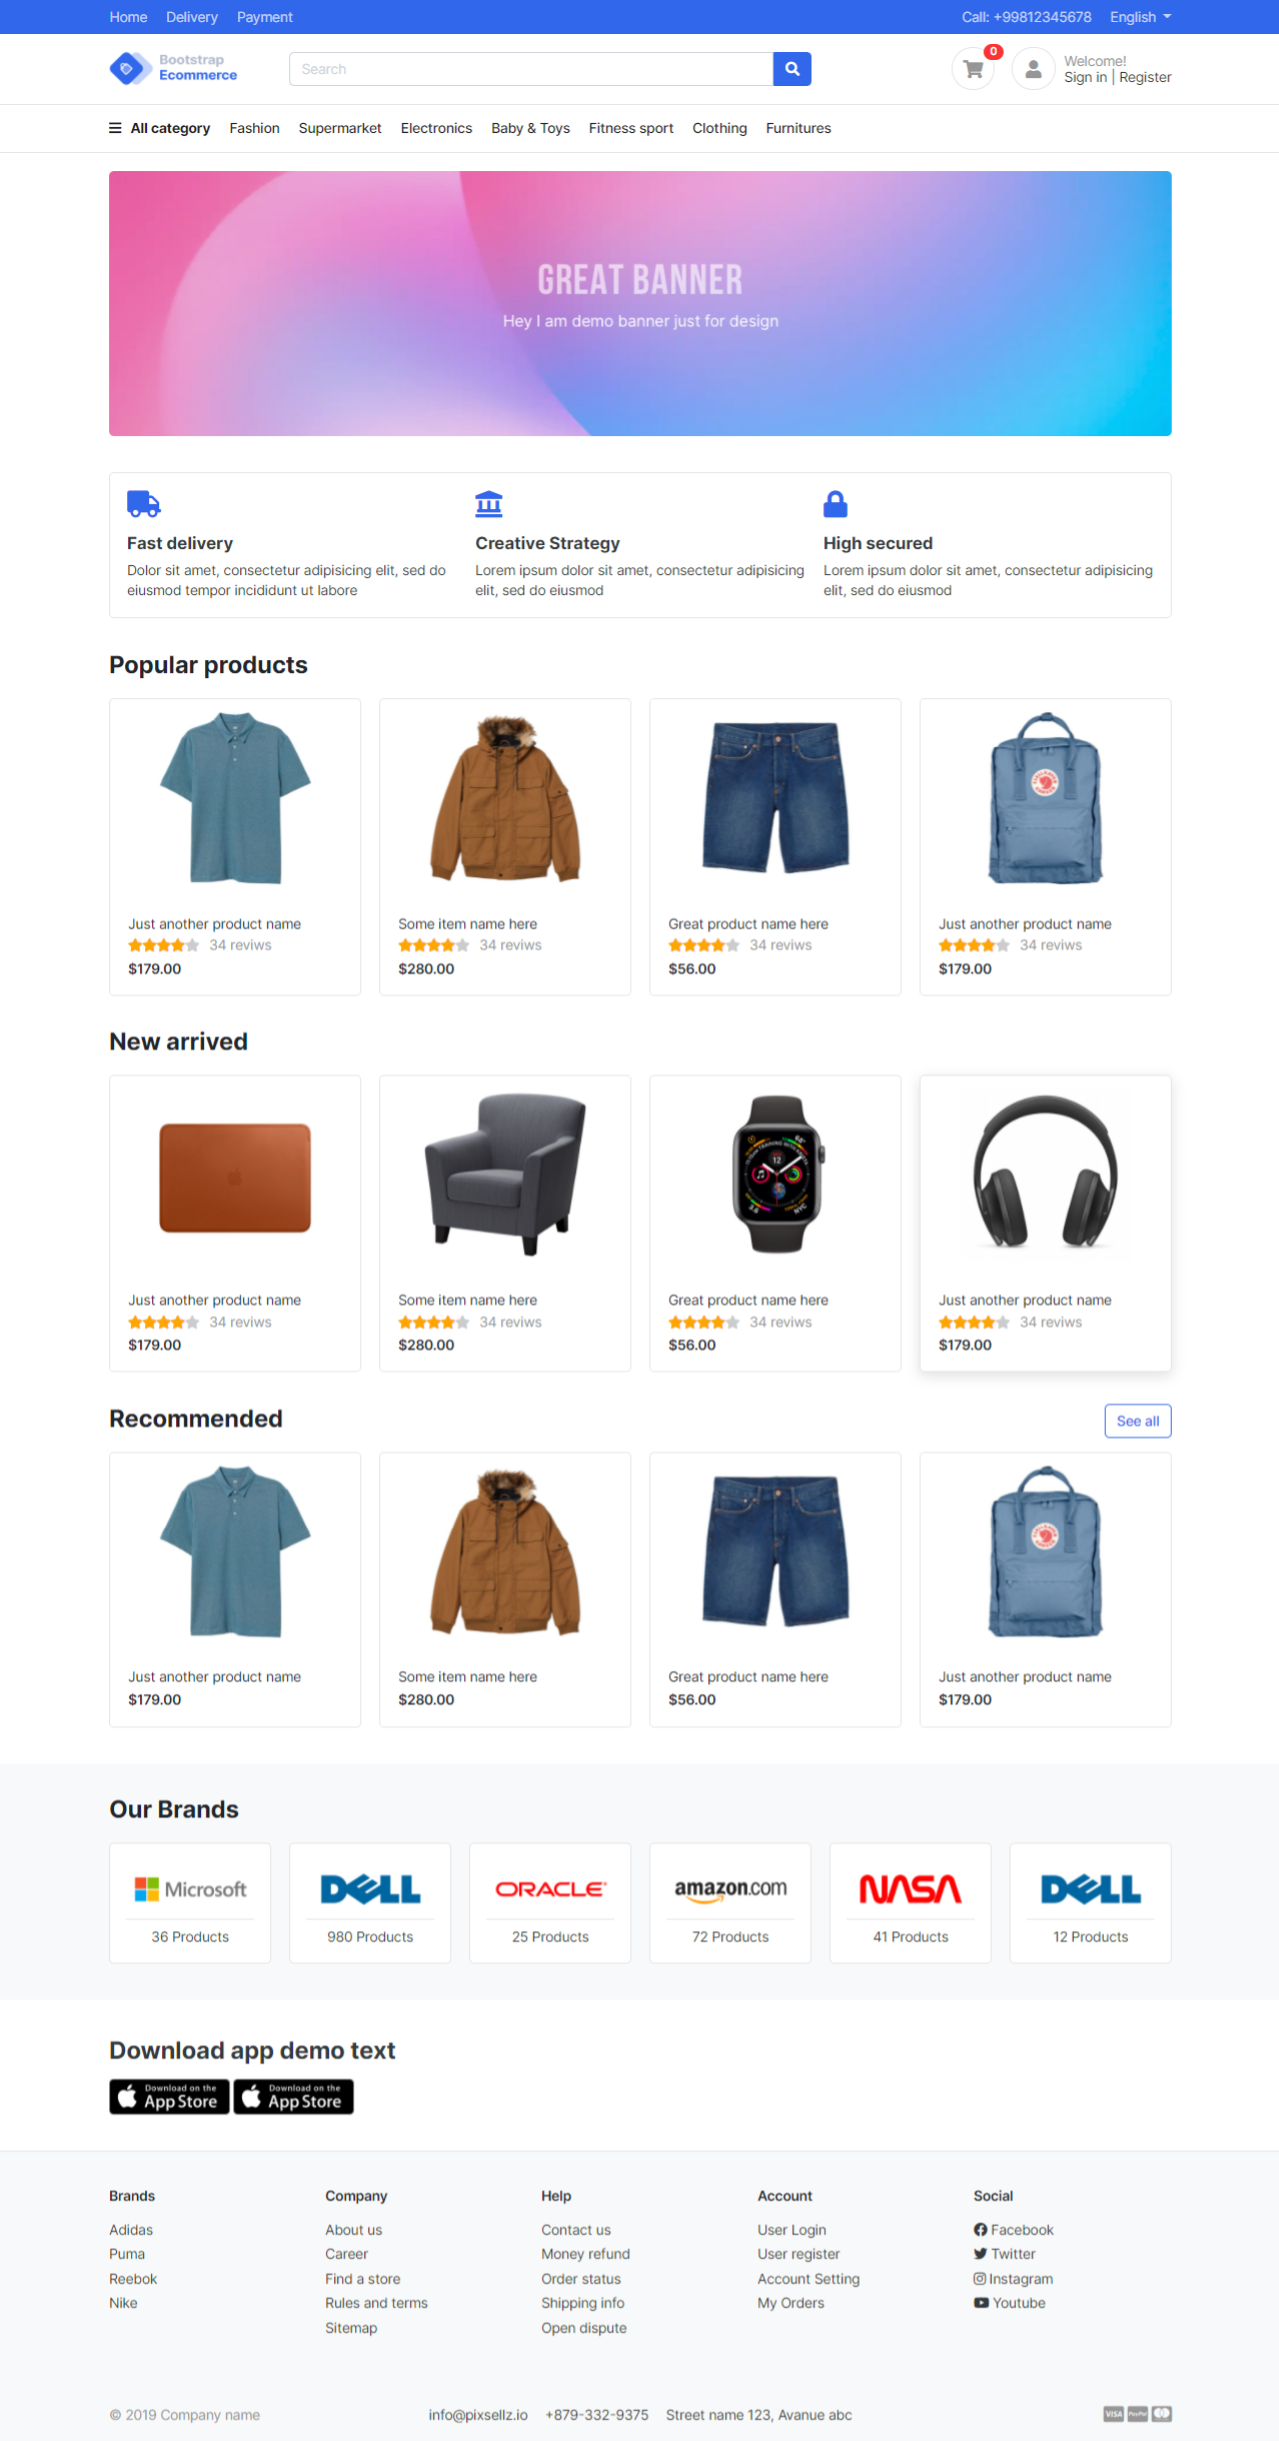 Home Delivery Payment Call: +99812345678 English
Bootstrap
Ecommerce
Search
0
Welcome!
Sign in | Register
All category Fashion Supermarket Electronics Baby & Toys Fitness sport Clothing Furnitures
GREAT BANNER
Hey I am demo banner just for design
Fast delivery
Dolor sit amet, consectetur adipisicing elit, sed do
eiusmod tempor incididunt ut labore
Creative Strategy
Lorem ipsum dolor sit amet, consectetur adipisicing
elit, sed do eiusmod
High secured
Lorem ipsum dolor sit amet, consectetur adipisicing
elit, sed do eiusmod
Popular products
Just another product name
34 reviws
$179.00
Some item name here
34 reviws
$280.00
Great product name here
34 reviws
$56.00
Just another product name
34 reviws
$179.00
New arrived
Just another product name
34 reviws
$179.00
Some item name here
34 reviws
$280.00
Great product name here
34 reviws
$56.00
Just another product name
34 reviws
$179.00
Recommended
See all
Just another product name
$179.00
Some item name here
$280.00
Great product name here
$56.00
Just another product name
$179.00
Our Brands
Microsoft
36 Products
DELL
980 Products
ORACLE
25 Products
amazon.com
72 Products
NASA
41 Products
DELL
12 Products
Download app demo text
Download on the
App Store
Download on the
App Store
Brands
Adidas
Puma
Reebok
Nike
Company
About us
Career
Find a store
Rules and terms
Sitemap
Help
Contact us
Money refund
Order status
Shipping info
Open dispute
Account
User Login
User register
Account Setting
My Orders
Social
Facebook
Twitter
Instagram
Youtube
© 2019 Company name
info@pixsellz.io +879-332-9375 Street name 123, Avanue abc
VISA PayPal